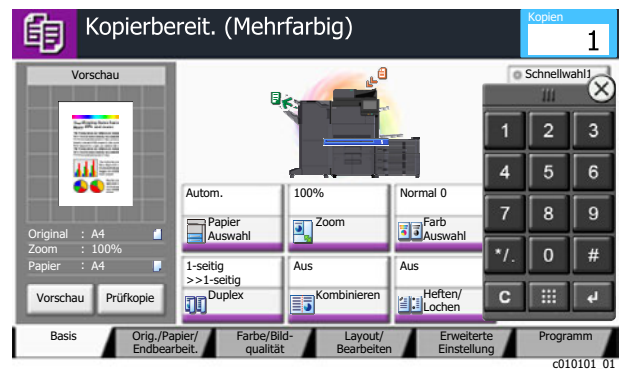 Kopierbereit. (Mehrfarbig)
Kopien
1
Vorschau
Original : A4
Zoom : 100%
Papier : A4
Vorschau
Prüfkopie
Schnellwahl1
Autom.
Papier
Auswahl
100%
Zoom
Normal 0
Farb
Auswahl
1-seitig
>>1-seitig
Duplex
Aus
Kombinieren
Aus
Heften/
Lochen
1 2 3
4 5 6
7 8 9
*/. 0 #
C
Basis
Orig./Papier/
Endbearbeit.
Farbe/Bild-
qualität
Layout/
Bearbeiten
Erweiterte
Einstellung
Programm
c010101_01